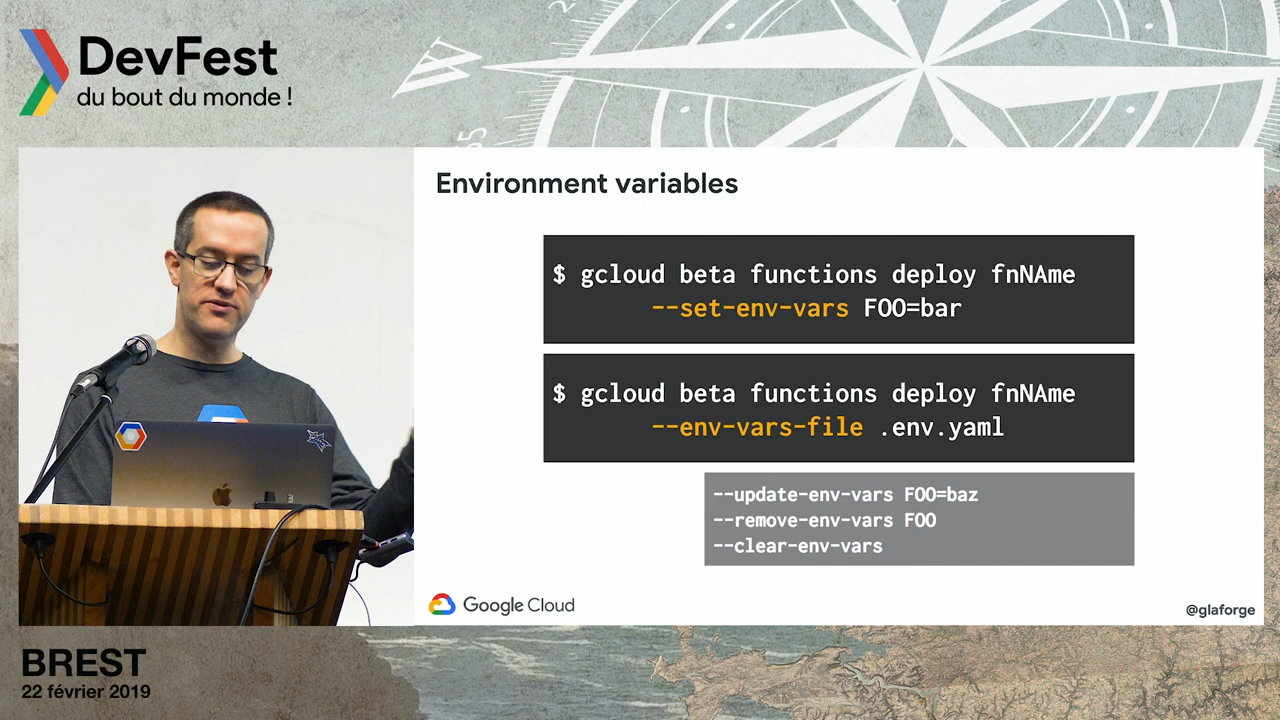 DevFest
du bout du monde !
W
Environment variables
$ gcloud beta functions deploy fnNAme
--set-env-vars FOO=bar
$ gcloud beta functions deploy fnNAme
--env-vars-file .env.yaml
--update-env-vars FOO=baz
--remove-env-vars FOO
--clear-env-vars
Google Cloud
@glaforge
BREST
22 février 2019